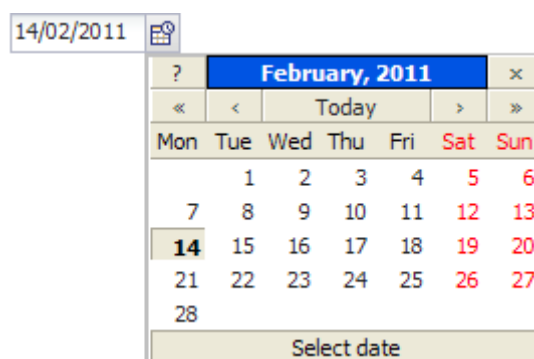 14/02/2011
? February, 2011 ×
« ‹ Today › »
Mon Tue Wed Thu Fri Sat Sun
1 2 3 4 5 6
7 8 9 10 11 12 13
14 15 16 17 18 19 20
21 22 23 24 25 26 27
28
Select date